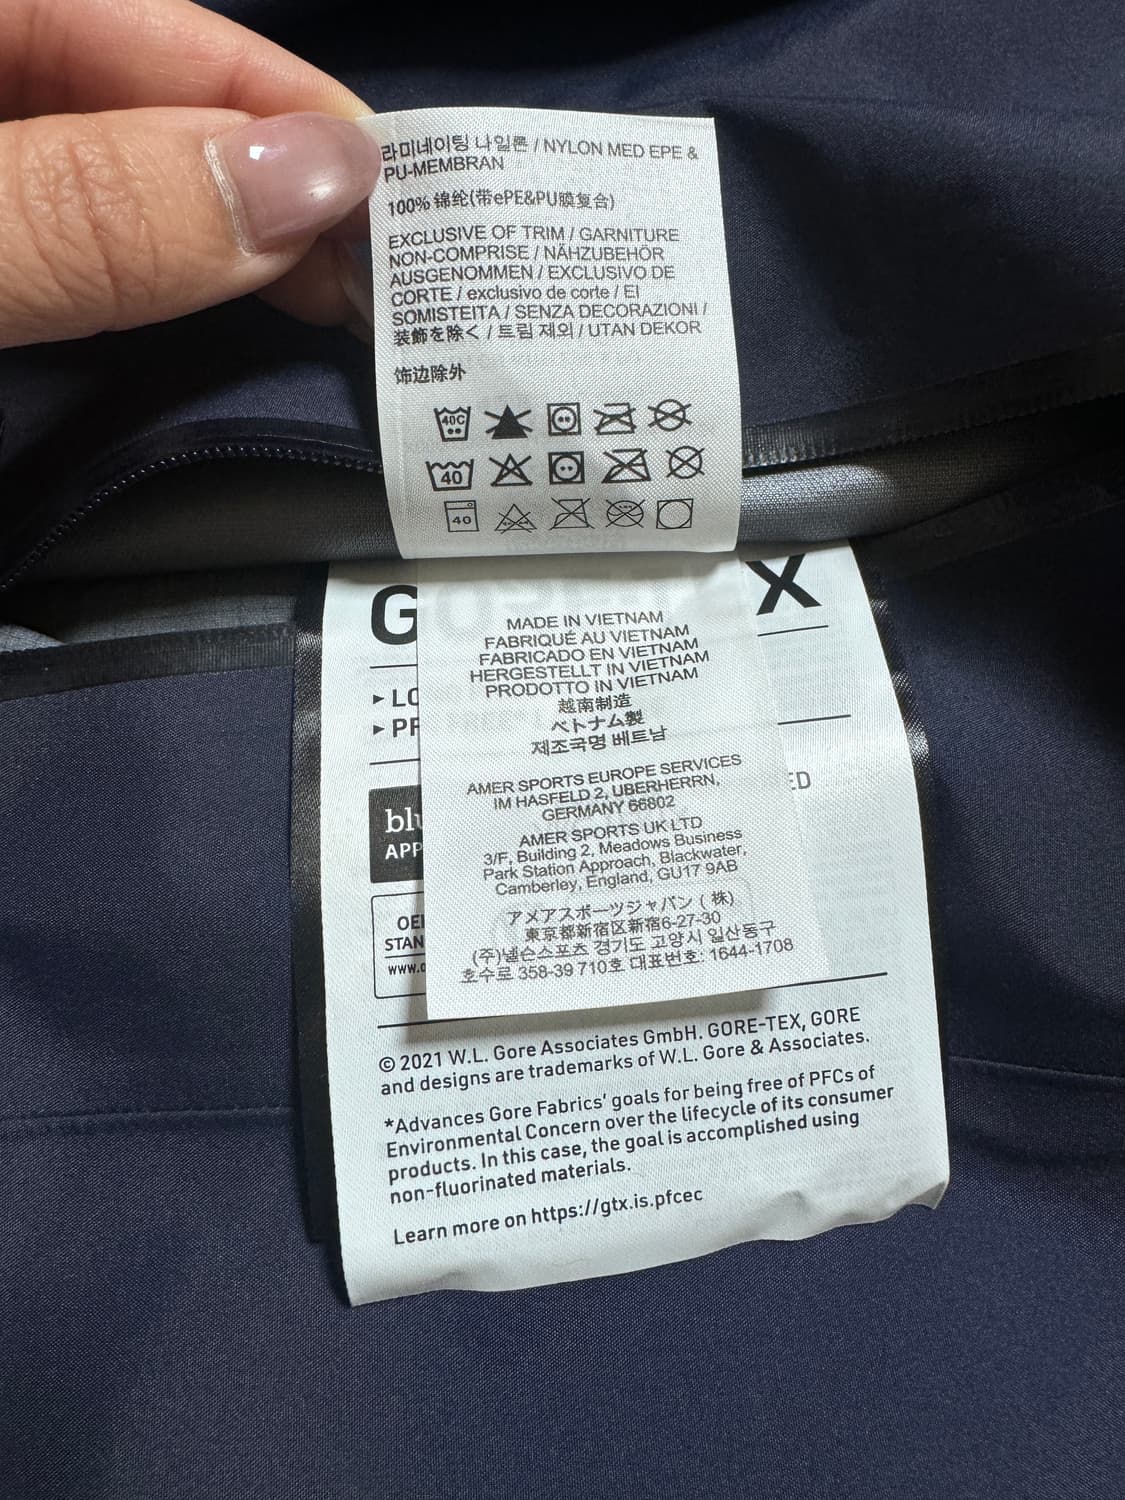 라미네이팅 나일론 / NYLON MED EPE &
PU-MEMBRAN
100% 锦纶(带ePE&PU膜复合)
EXCLUSIVE OF TRIM / GARNITURE
NON-COMPRISE / NÄHZUBEHÖR
AUSGENOMMEN / EXCLUSIVO DE
CORTE / exclusivo de corte / EI
SOMISTEITA / SENZA DECORAZIONI /
装飾を除く / 트림 제외 / UTAN DEKOR
饰边除外
40C
40
40
G X
LO
PF
MADE IN VIETNAM
FABRIQUÉ AU VIETNAM
FABRICADO EN VIETNAM
HERGESTELLT IN VIETNAM
PRODOTTO IN VIETNAM
越南制造
ベトナム製
제조국명 베트남
AMER SPORTS EUROPE SERVICES
IM HASFELD 2, UBERHERRN,
GERMANY 66802
AMER SPORTS UK LTD
3/F, Building 2, Meadows Business
Park Station Approach, Blackwater,
Camberley, England, GU17 9AB
アメアスポーツジャパン ( 株)
東京都新宿区新宿6-27-30
(주)넬슨스포츠 경기도 고양시 일산동구
호수로 358-39 710호 대표번호: 1644-1708
ED
blu
APP
OE
STAN
www.o
© 2021 W.L. Gore Associates GmbH. GORE-TEX, GORE
and designs are trademarks of W.L. Gore & Associates.
*Advances Gore Fabrics' goals for being free of PFCs of
Environmental Concern over the lifecycle of its consumer
products. In this case, the goal is accomplished using
non-fluorinated materials.
Learn more on https://gtx.is.pfcec